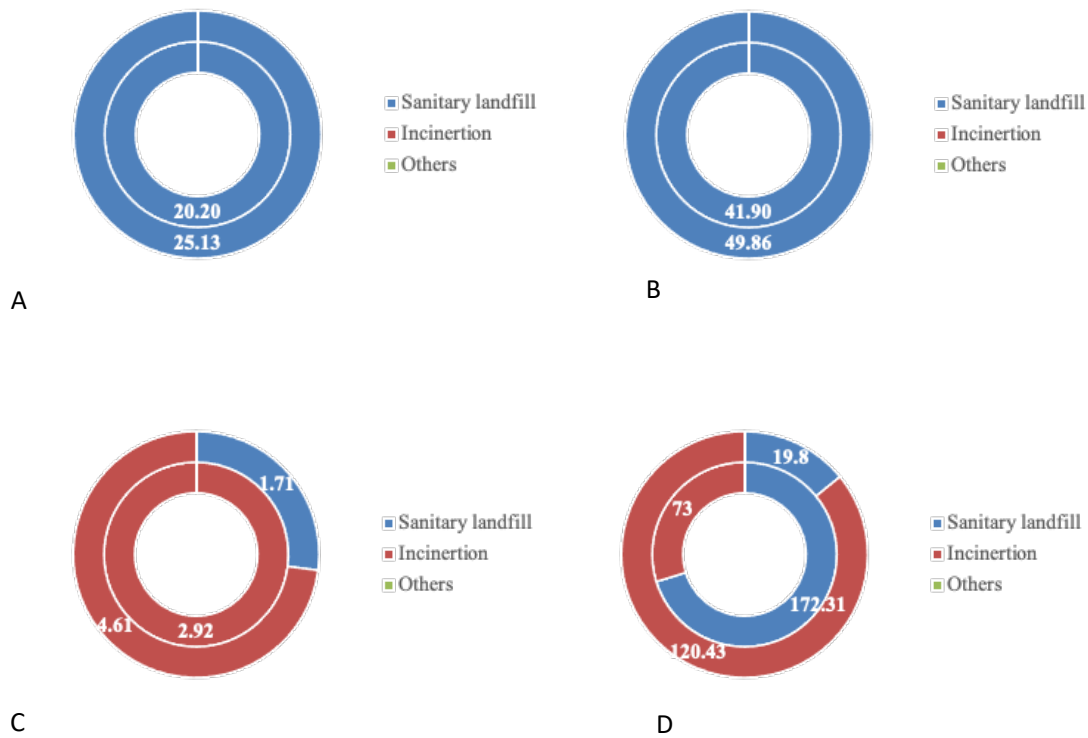 Sanitary landfill
Incinertion
Others
20.20
25.13
A
Sanitary landfill
Incinertion
Others
41.90
49.86
B
1.71
4.61
2.92
Sanitary landfill
Incinertion
Others
C
19.8
73
172.31
120.43
Sanitary landfill
Incinertion
Others
D